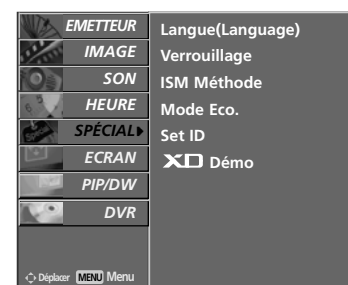 EMETTEUR
IMAGE
SON
HEURE
SPÉCIAL
ECRAN
PIP/DW
DVR
Déplacer MENU Menu
Langue(Language)
Verrouillage
ISM Méthode
Mode Eco.
Set ID
XD Démo